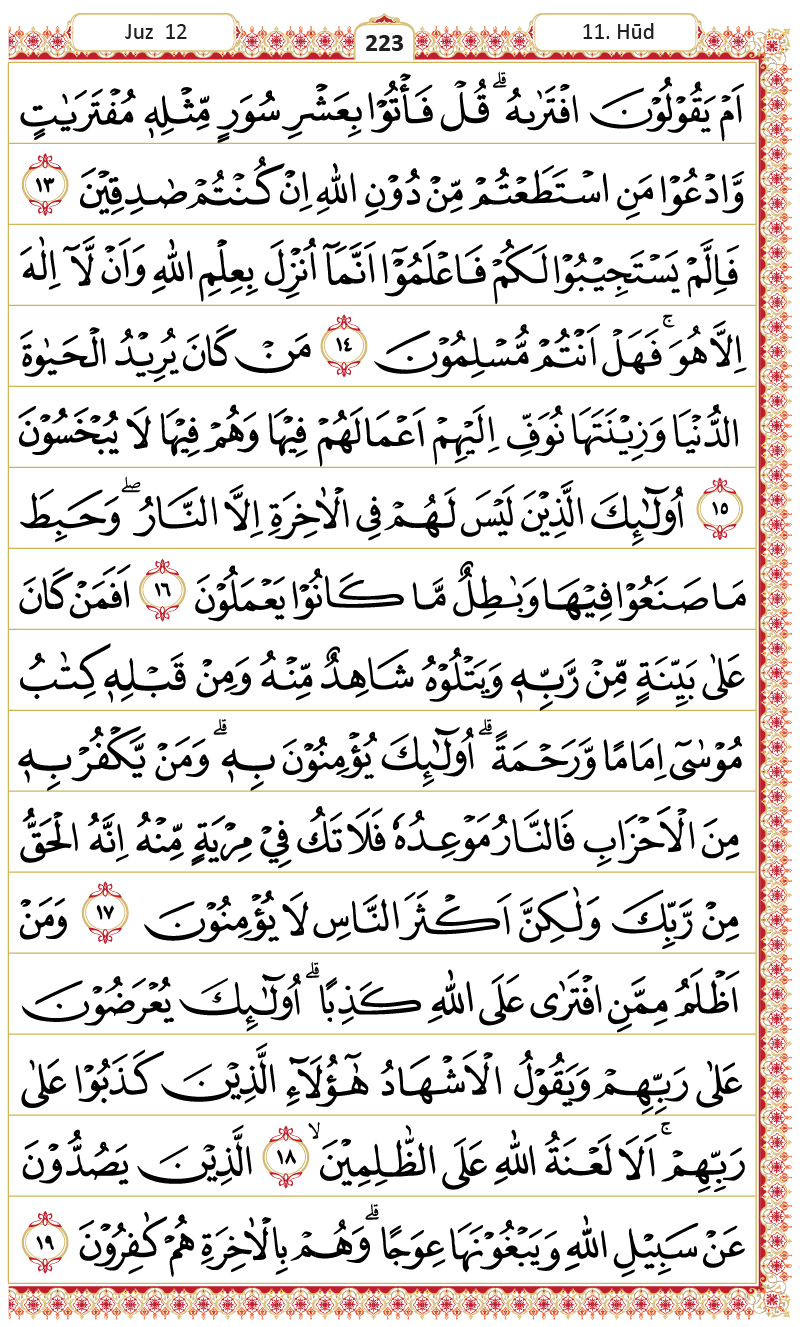 Juz 12
223
11. Hūd
اَمْ يَقُوْلُوْنَ افْتَرٰىهُ ۗ قُلْ فَأْتُوْا بِعَشْرِ سُوَرٍ مِّثْلِهٖ مُفْتَرَيٰتٍ
وَّادْعُوْا مَنِ اسْتَطَعْتُمْ مِّنْ دُوْنِ اللّٰهِ اِنْ كُنْتُمْ صٰدِقِيْنَ ١٣
فَاِلَّمْ يَسْتَجِيْبُوْا لَكُمْ فَاعْلَمُوْٓا اَنَّمَآ اُنْزِلَ بِعِلْمِ اللّٰهِ وَاَنْ لَّآ اِلٰهَ
اِلَّا هُوَ ۚ فَهَلْ اَنْتُمْ مُّسْلِمُوْنَ ١٤ مَنْ كَانَ يُرِيْدُ الْحَيٰوةَ
الدُّنْيَا وَزِيْنَتَهَا نُوَفِّ اِلَيْهِمْ اَعْمَالَهُمْ فِيْهَا وَهُمْ فِيْهَا لَا يُبْخَسُوْنَ
١٥ اُولٰۤىِٕكَ الَّذِيْنَ لَيْسَ لَهُمْ فِى الْاٰخِرَةِ اِلَّا النَّارُ ۖ وَحَبِطَ
مَا صَنَعُوْا فِيْهَا وَبٰطِلٌ مَّا كَانُوْا يَعْمَلُوْنَ ١٦ اَفَمَنْ كَانَ
عَلٰى بَيِّنَةٍ مِّنْ رَّبِّهٖ وَيَتْلُوْهُ شَاهِدٌ مِّنْهُ وَمِنْ قَبْلِهٖ كِتٰبُ
مُوْسٰٓى اِمَامًا وَّرَحْمَةً ۗ اُولٰۤىِٕكَ يُؤْمِنُوْنَ بِهٖ ۗ وَمَنْ يَّكْفُرْ بِهٖ
مِنَ الْاَحْزَابِ فَالنَّارُ مَوْعِدُهٗ فَلَا تَكُ فِيْ مِرْيَةٍ مِّنْهُ اِنَّهُ الْحَقُّ
مِنْ رَّبِّكَ وَلٰكِنَّ اَكْثَرَ النَّاسِ لَا يُؤْمِنُوْنَ ١٧ وَمَنْ
اَظْلَمُ مِمَّنِ افْتَرٰى عَلَى اللّٰهِ كَذِبًا ۗ اُولٰۤىِٕكَ يُعْرَضُوْنَ
عَلٰى رَبِّهِمْ وَيَقُوْلُ الْاَشْهَادُ هٰٓؤُلَاۤءِ الَّذِيْنَ كَذَبُوْا عَلٰى
رَبِّهِمْ ۚ اَلَا لَعْنَةُ اللّٰهِ عَلَى الظّٰلِمِيْنَ ۙ ١٨ الَّذِيْنَ يَصُدُّوْنَ
عَنْ سَبِيْلِ اللّٰهِ وَيَبْغُوْنَهَا عِوَجًا ۗ وَهُمْ بِالْاٰخِرَةِ هُمْ كٰفِرُوْنَ ١٩